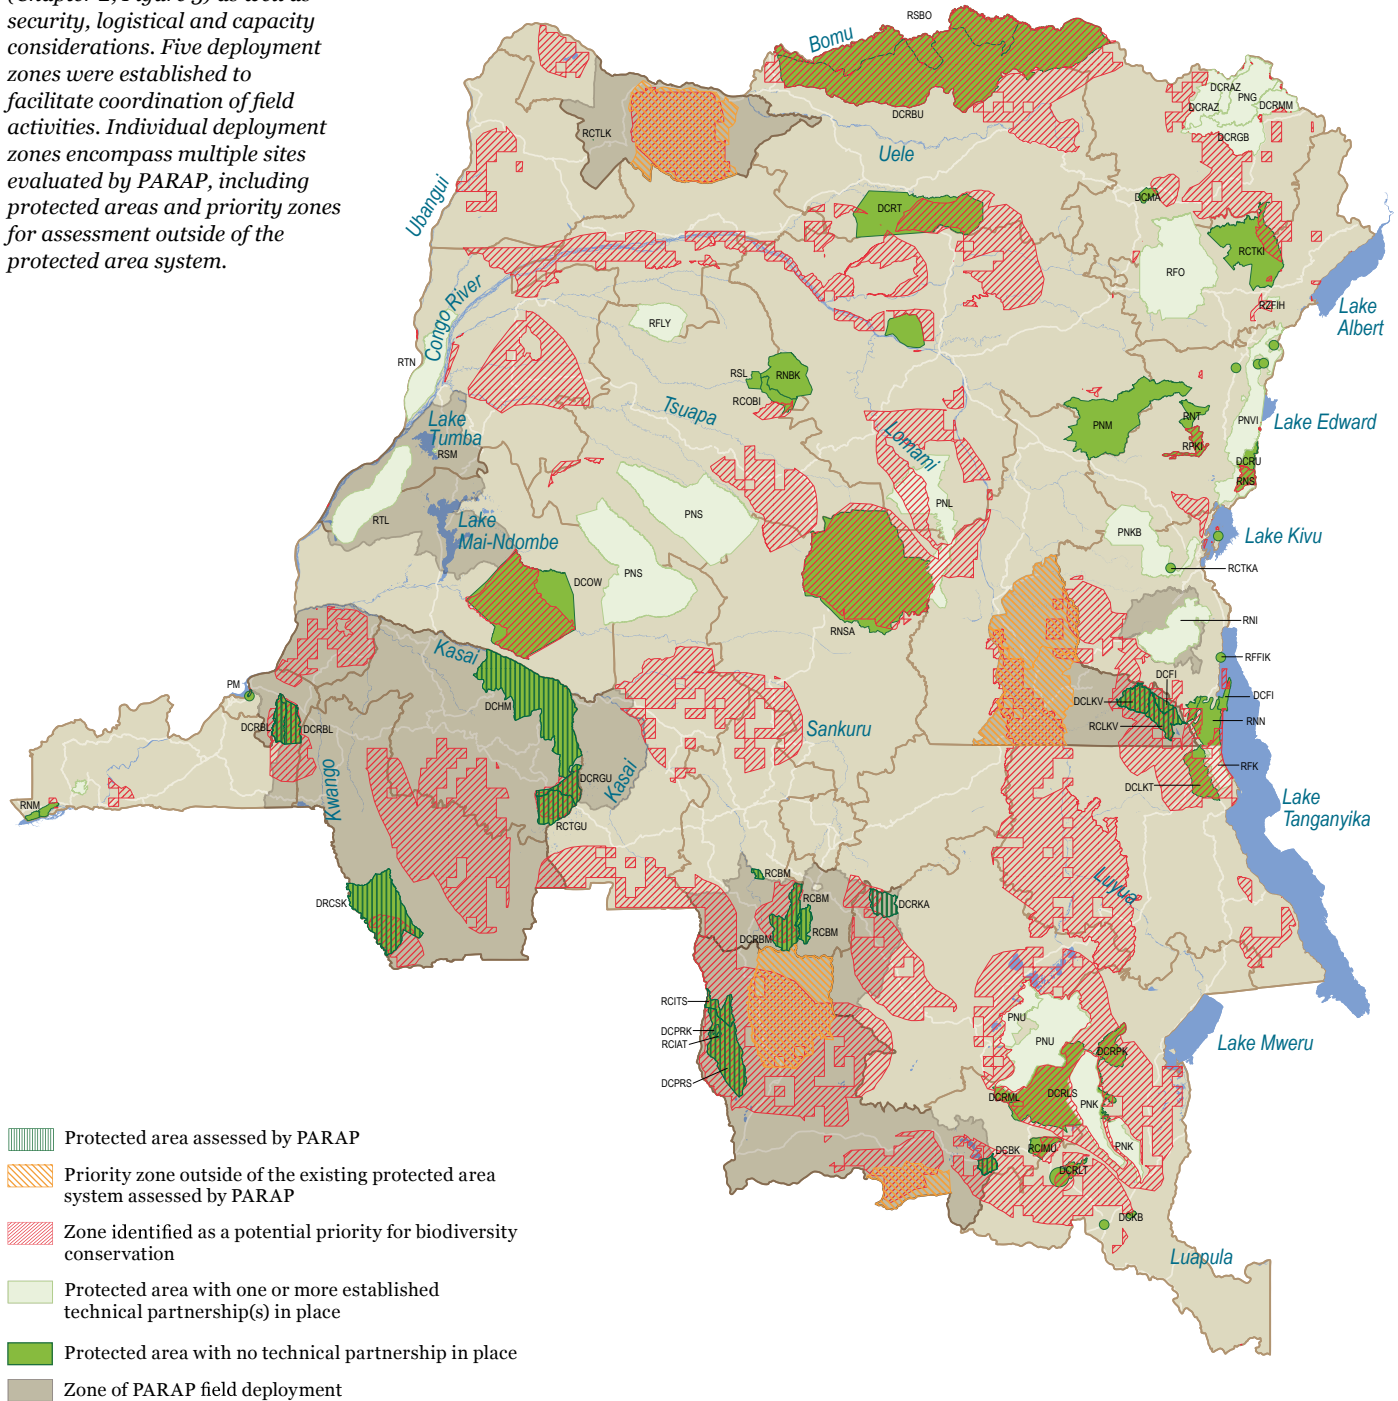 (Chapter 2, Figure 3) as well as
security, logistical and capacity
considerations. Five deployment
zones were established to
facilitate coordination of field
activities. Individual deployment
zones encompass multiple sites
evaluated by PARAP, including
protected areas and priority zones
for assessment outside of the
protected area system.
RSBO
Bomu
DCRAZ
DCRAZ
PNG
DCRMM
DCRGB
DCRBU
RCTLK
Uele
Ubangui
DCMA
DCRT
RCTKI
RFO
Congo River
RZFIH
Lake
Albert
RFLY
RTN
RSL
RNBK
RCOBI
Tsuapa
Lake
Tumba
RSM
Lomami
PNM
RNT
RPKI
PNVI
Lake Edward
DCRU
RNS
RTL
Lake
Mai-Ndombe
PNS
PNL
PNKB
Lake Kivu
RCTKA
DCOW
PNS
RNSA
RNI
Kasai
RFFIK
DCFI
DCFI
PM
DCHM
DCLKV
RCLKV
RNN
DCRBL
DCRBL
Sankuru
Kwango
DCRGU
Kasai
RCTGU
RFK
DCLKT
RNM
Lake
Tanganyika
DRCSK
RCBM
RCBM
DCRKA
Luyua
DCRBM
RCBM
RCITS
DCPRK
RCIAT
DCPRS
PNU
PNU
DCRPK
Lake Mweru
DCRML
DCRLS
PNK
PNK
DCBK
RCIMU
DCRLT
DCKB
Luapula
Protected area assessed by PARAP
Priority zone outside of the existing protected area
system assessed by PARAP
Zone identified as a potential priority for biodiversity
conservation
Protected area with one or more established
technical partnership(s) in place
Protected area with no technical partnership in place
Zone of PARAP field deployment